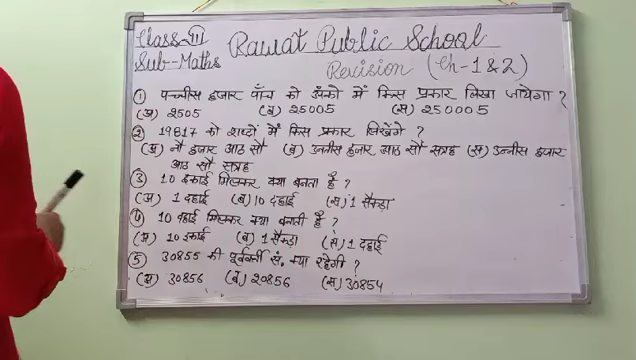 Class-III Rawat Public School
Sub-Maths Revision (Ch-1&2)
① पच्चीस हजार पाँच को अंको में किस प्रकार लिखा जायेगा ?
(अ) 2505 (ब) 25005 (स) 250005
② 19817 को शब्दों में किस प्रकार लिखेंगे ?
(अ) नौ हजार आठ सौ (ब) उन्नीस हजार आठ सौ सत्रह (स) उन्नीस हजार
आठ सौ सत्रह
③ 10 इकाई मिलकर क्या बनता है ?
(अ) 1 दहाई (ब) 10 दहाई (स) 1 सैकड़ा
④ 10 दहाई मिलकर क्या बनाती है ?
(अ) 10 इकाई (ब) 1 सैकड़ा (स) 1 दहाई
⑤ 30855 की पूर्ववर्ती सं. क्या रहेगी ?
(अ) 30856 (ब) 20856 (स) 30854